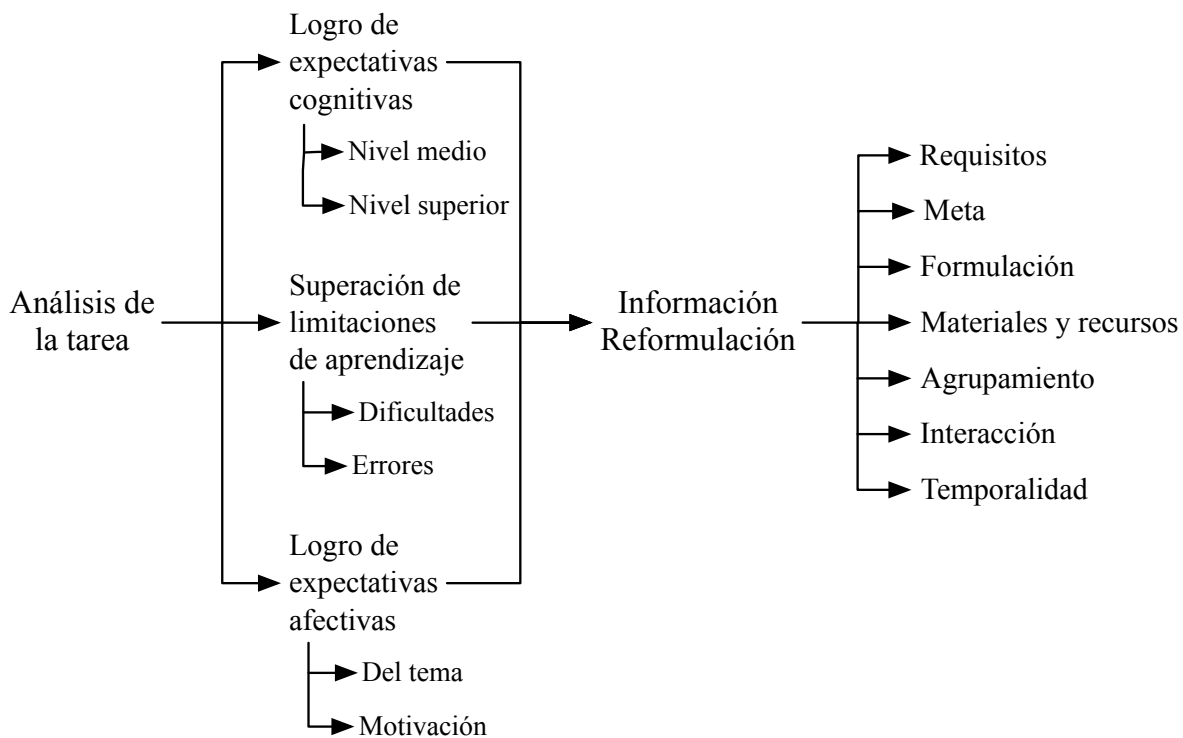 Análisis de
la tarea
Logro de
expectativas
cognitivas
Nivel medio
Nivel superior
Superación de
limitaciones
de aprendizaje
Dificultades
Errores
Logro de
expectativas
afectivas
Del tema
Motivación
Información
Reformulación
Requisitos
Meta
Formulación
Materiales y recursos
Agrupamiento
Interacción
Temporalidad